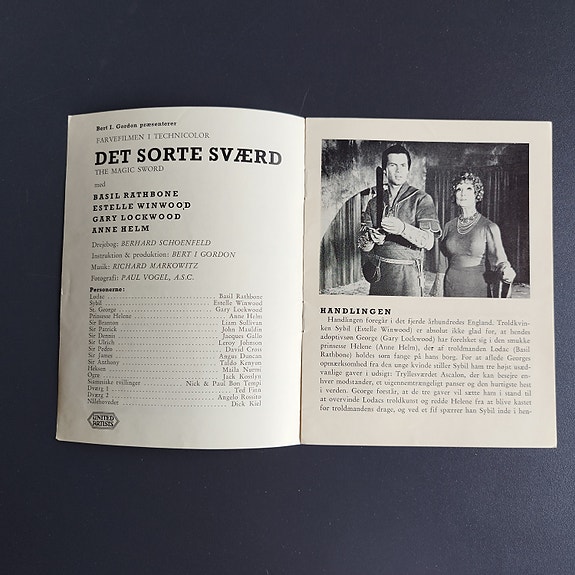 Bert I. Gordon præsenterer
FARVEFILMEN I TECHNICOLOR
DET SORTE SVÆRD
THE MAGIC SWORD
med
BASIL RATHBONE
ESTELLE WINWOOD
GARY LOCKWOOD
ANNE HELM
Drejebog: BERHARD SCHOENFELD
Instruktion & produktion: BERT I GORDON
Musik: RICHARD MARKOWITZ
Fotografi: PAUL VOGEL, A.S.C.
Personerne:
Lodac Basil Rathbone
Sybil Estelle Winwood
St. George Gary Lockwood
Prinsesse Helene Anne Helm
Sir Branton Liam Sullivan
Sir Patrick John Mauldin
Sir Dennis Jacques Gallo
Sir Ulrich Leroy Johnson
Sir Pedro David Cross
Sir James Angus Duncan
Sir Anthony Taldo Kenyon
Heksen Maila Nurmi
Ogre Jack Kosslyn
Siamesiske tvillinger Nick & Paul Bon Tempi
Dværg 1 Ted Finn
Dværg 2 Angelo Rossito
Nålehovedet Dick Kiel
UNITED
ARTISTS
HANDLINGEN
Handlingen foregår i det fjerde århundredes England. Troldkvin-
ken Sybil (Estelle Winwood) er absolut ikke glad for, at hendes
adoptivsøn George (Gary Lockwood) har forelsket sig i den smukke
prinsesse Helene (Anne Helm), der af troldmanden Lodac (Basil
Rathbone) holdes som fange på hans borg. For at aflede Georges
opmærksomhed fra den unge kvinde stiller Sybil ham tre højst usæd-
vanlige gaver i udsigt: Tryllesværdet Ascalon, der kan besejre en-
hver modstander, et uigennemtrængeligt panser og den hurtigste hest
i verden. George forstår, at de tre gaver vil sætte ham i stand til
at overvinde Lodacs troldkunst og redde Helene fra at blive kastet
for troldmandens drage, og ved et fif spærrer han Sybil inde i hen-